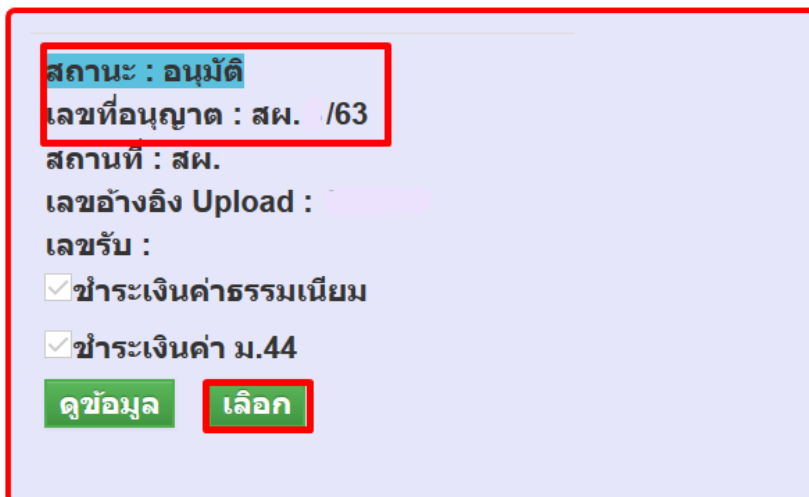 สถานะ : อนุมัติ
เลขที่อนุญาต : สผ. /63
สถานที่ : สผ.
เลขอ้างอิง Upload :
เลขรับ :
ชำระเงินค่าธรรมเนียม
ชำระเงินค่า ม.44
ดูข้อมูล เลือก